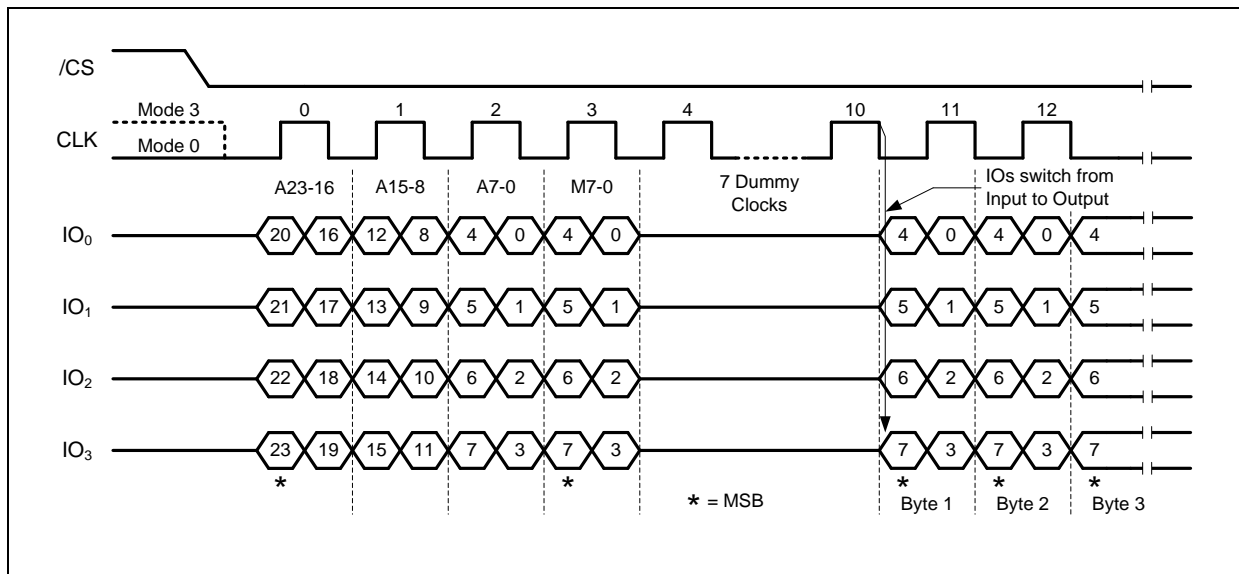 /CS
Mode 3 0 1 2 3 4 10 11 12
CLK Mode 0
A23-16 A15-8 A7-0 M7-0 7 Dummy
Clocks
IOs switch from
Input to Output
IO₀ 20 16 12 8 4 0 4 0 4 0 4 0 4
IO₁ 21 17 13 9 5 1 5 1 5 1 5 1 5
IO₂ 22 18 14 10 6 2 6 2 6 2 6 2 6
IO₃ 23 19 15 11 7 3 7 3 7 3 7 3 7
* * * * *
* = MSB Byte 1 Byte 2 Byte 3